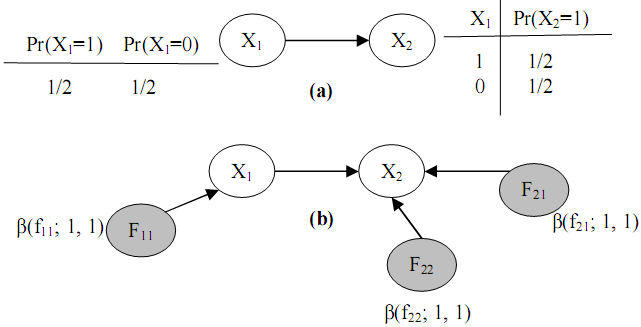 Pr(X₁=1) Pr(X₁=0)
1/2 1/2
X₁ X₂
X₁ Pr(X₂=1)
1 1/2
0 1/2
(a)
X₁ X₂
F₂₁
β(f₂₁; 1, 1)
F₁₁
β(f₁₁; 1, 1)
(b)
F₂₂
β(f₂₂; 1, 1)